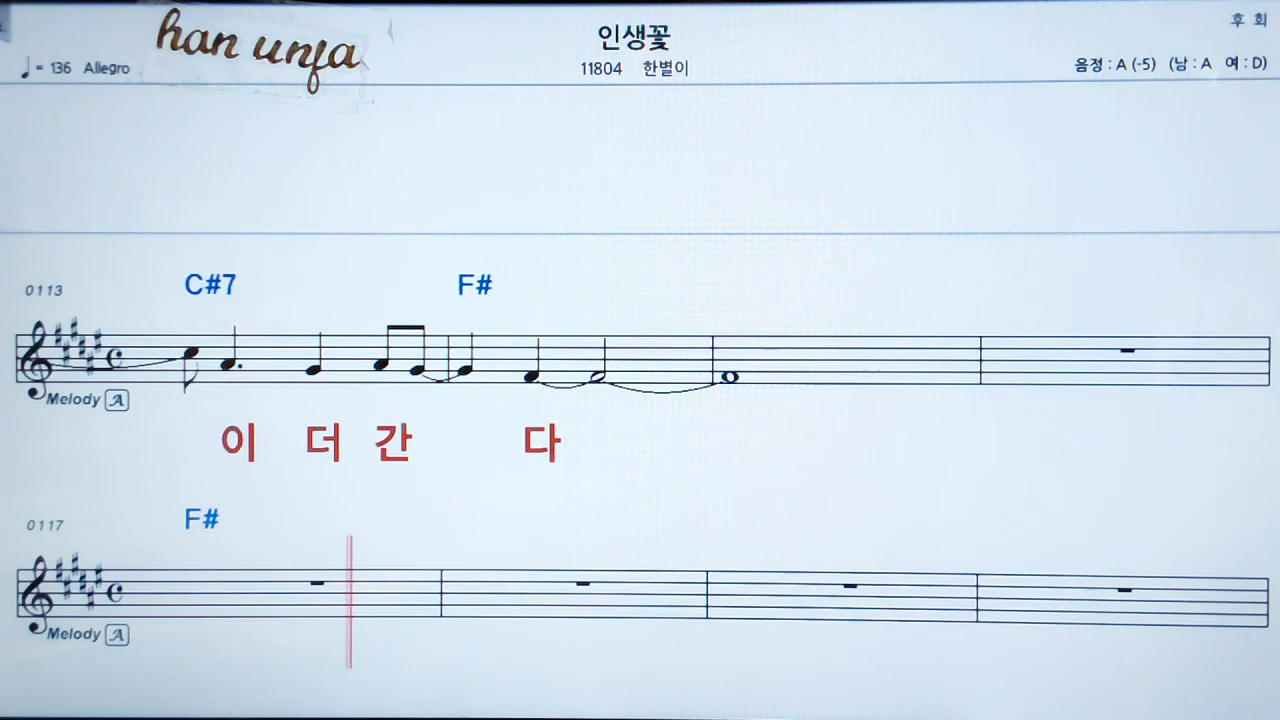 han unja
인생꽃
후 회
♩= 136 Allegro
11804 한별이
음정 : A (-5) (남 : A 여 : D)
0113
C#7 F#
Melody A
이 더 간 다
0117
F#
Melody A